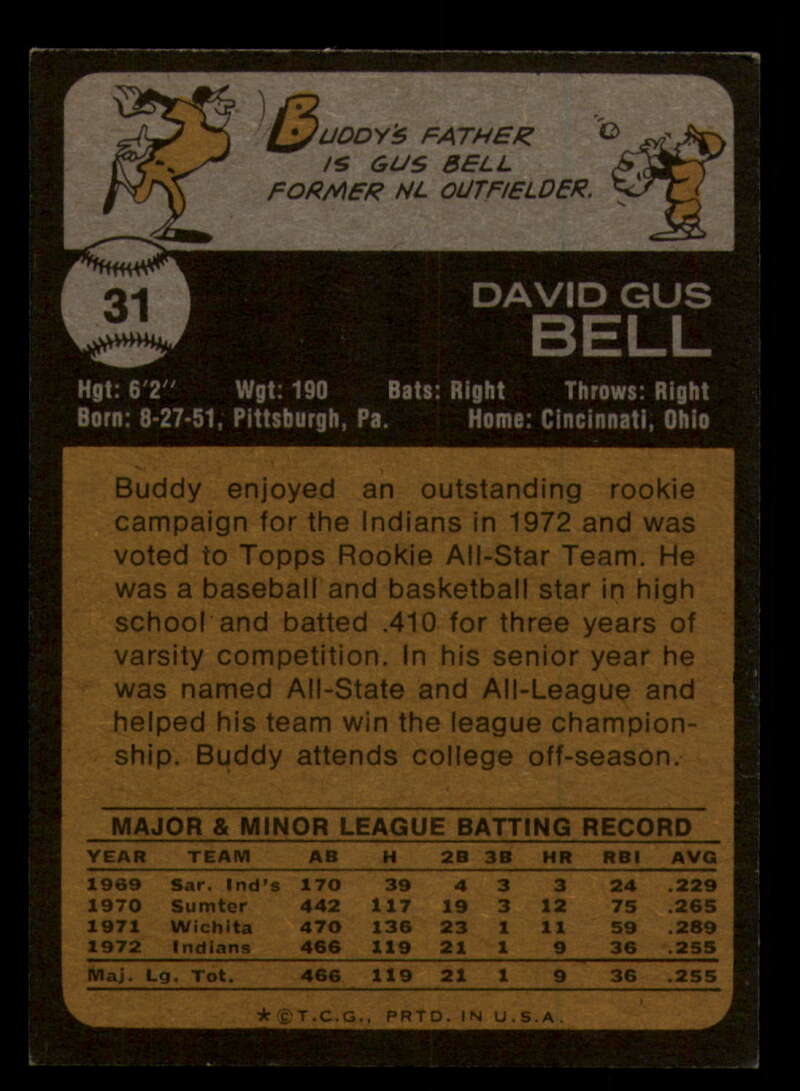 BUDDY'S FATHER
IS GUS BELL
FORMER NL OUTFIELDER.
31
DAVID GUS
BELL
Hgt: 6'2" Wgt: 190 Bats: Right Throws: Right
Born: 8-27-51, Pittsburgh, Pa. Home: Cincinnati, Ohio
Buddy enjoyed an outstanding rookie
campaign for the Indians in 1972 and was
voted to Topps Rookie All-Star Team. He
was a baseball and basketball star in high
school and batted .410 for three years of
varsity competition. In his senior year he
was named All-State and All-League and
helped his team win the league champion-
ship. Buddy attends college off-season.
MAJOR & MINOR LEAGUE BATTING RECORD
YEAR TEAM AB H 2B 3B HR RBI AVG
1969 Sar. Ind's 170 39 4 3 3 24 .229
1970 Sumter 442 117 19 3 12 75 .265
1971 Wichita 470 136 23 1 11 59 .289
1972 Indians 466 119 21 1 9 36 .255
Maj. Lg. Tot. 466 119 21 1 9 36 .255
*©T.C.G., PRTD. IN U.S.A.